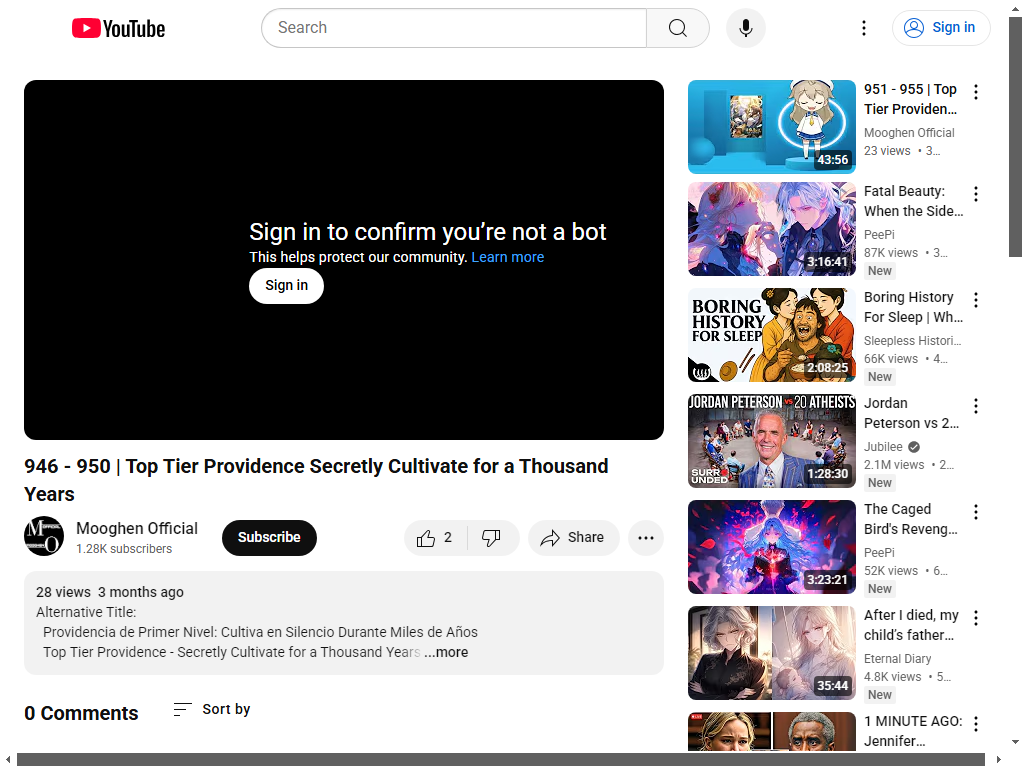 YouTube
Search
Sign in
Sign in to confirm you’re not a bot
This helps protect our community. Learn more
Sign in
946 - 950 | Top Tier Providence Secretly Cultivate for a Thousand
Years
Mooghen Official
1.28K subscribers
Subscribe
2
Share
28 views 3 months ago
Alternative Title:
Providencia de Primer Nivel: Cultiva en Silencio Durante Miles de Años
Top Tier Providence - Secretly Cultivate for a Thousand Years ...more
0 Comments
Sort by
43:56
951 - 955 | Top
Tier Providen...
Mooghen Official
23 views • 3...
3:16:41
Fatal Beauty:
When the Side...
PeePi
87K views • 3...
New
BORING
HISTORY
FOR SLEEP
2:08:25
Boring History
For Sleep | Wh...
Sleepless Histori...
66K views • 4...
New
JORDAN PETERSON VS 20 ATHEISTS
SURR
UNDED
1:28:30
Jordan
Peterson vs 2...
Jubilee
2.1M views • 2...
New
3:23:21
The Caged
Bird's Reveng...
PeePi
52K views • 6...
New
35:44
After I died, my
child's father...
Eternal Diary
4.8K views • 5...
New
1 MINUTE AGO:
Jennifer...